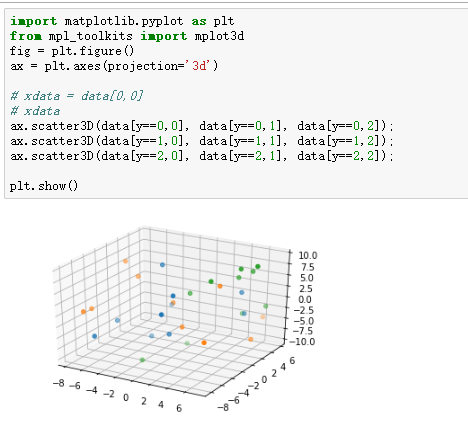 import matplotlib.pyplot as plt
from mpl_toolkits import mplot3d
fig = plt.figure()
ax = plt.axes(projection='3d')
# xdata = data[0,0]
# xdata
ax.scatter3D(data[y==0,0], data[y==0,1], data[y==0,2]);
ax.scatter3D(data[y==1,0], data[y==1,1], data[y==1,2]);
ax.scatter3D(data[y==2,0], data[y==2,1], data[y==2,2]);
plt.show()
10.0
7.5
5.0
2.5
0.0
−2.5
−5.0
−7.5
−10.0
−8 −6 −4 −2 0 2 4 6
−8 −6 −4 −2 0 2 4 6